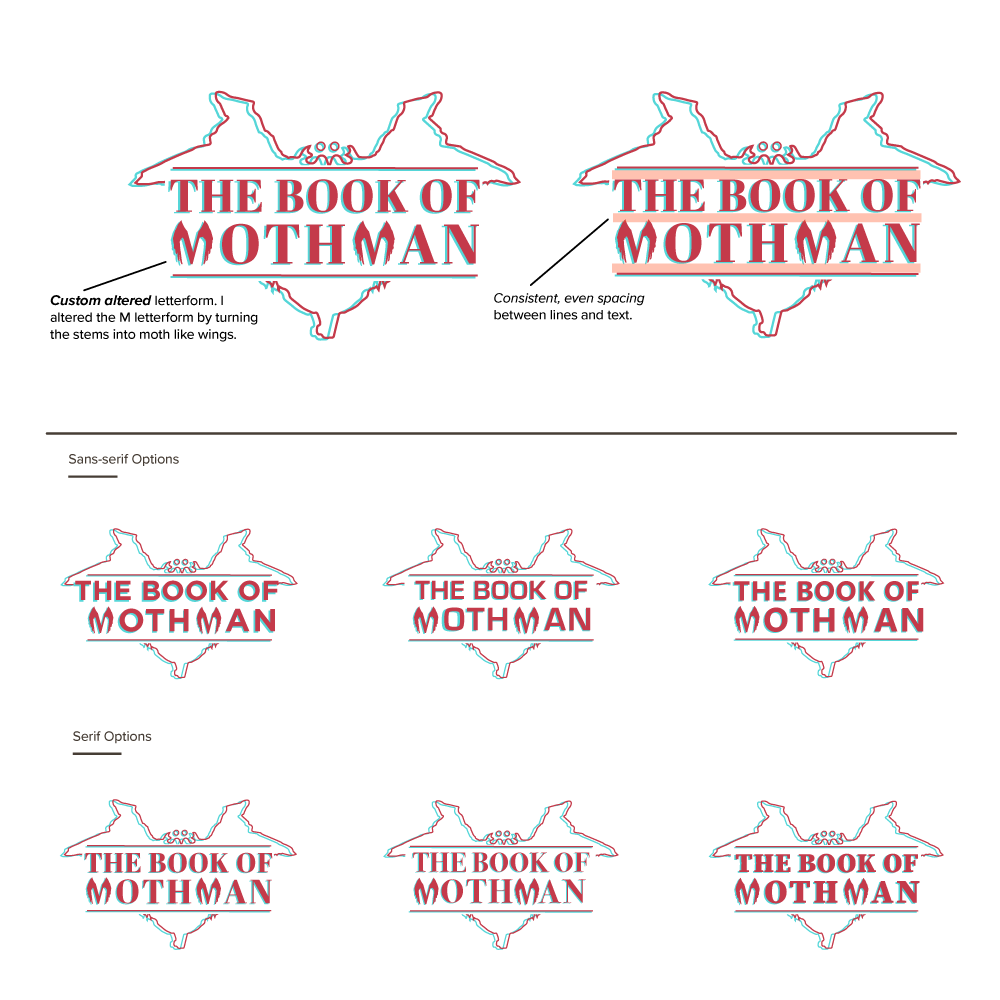 THE BOOK OF
MOTHMAN
THE BOOK OF
MOTHMAN
Custom altered letterform. I
altered the M letterform by turning
the stems into moth like wings.
Consistent, even spacing
between lines and text.
Sans-serif Options
THE BOOK OF
MOTHMAN
THE BOOK OF
MOTHMAN
THE BOOK OF
MOTHMAN
Serif Options
THE BOOK OF
MOTHMAN
THE BOOK OF
MOTHMAN
THE BOOK OF
MOTHMAN